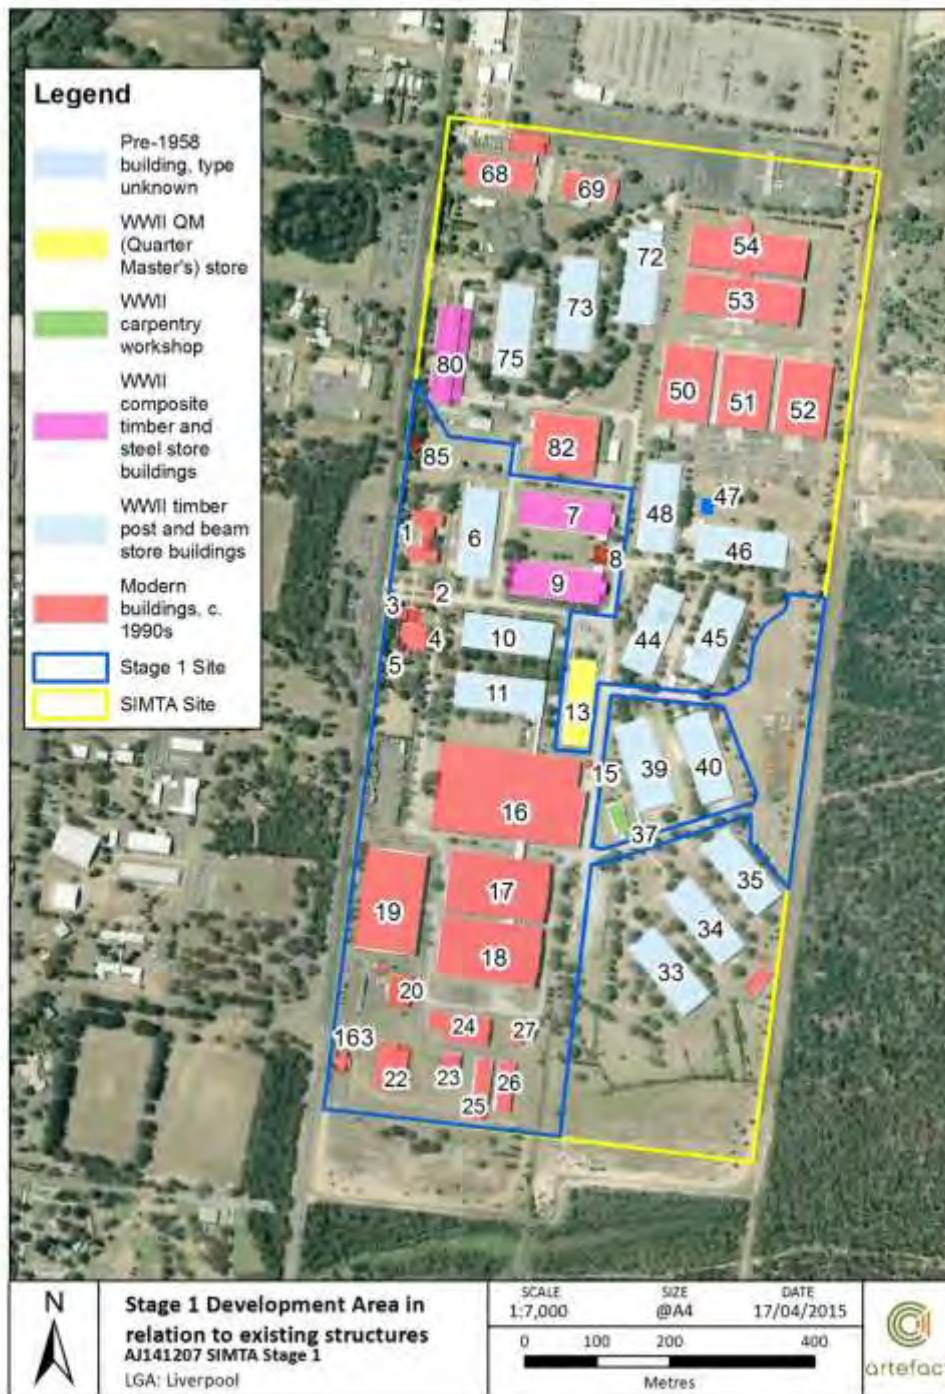 Legend
Pre-1958
building, type
unknown
WWII QM
(Quarter
Master's) store
WWII
carpentry
workshop
WWII
composite
timber and
steel store
buildings
WWII timber
post and beam
store buildings
Modern
buildings, c.
1990s
Stage 1 Site
SIMTA Site
68
69
72
54
73
53
75
80
50
51
52
82
85
47
7
48
1
6
46
8
9
2
3
4
10
44
45
5
11
13
39
40
15
16
37
35
17
19
34
18
33
20
24
27
163
22
23
26
25
N
Stage 1 Development Area in
relation to existing structures
AJ141207 SIMTA Stage 1
LGA: Liverpool
SCALE
1:7,000
SIZE
@A4
DATE
17/04/2015
0 100 200 400
Metres
artefact